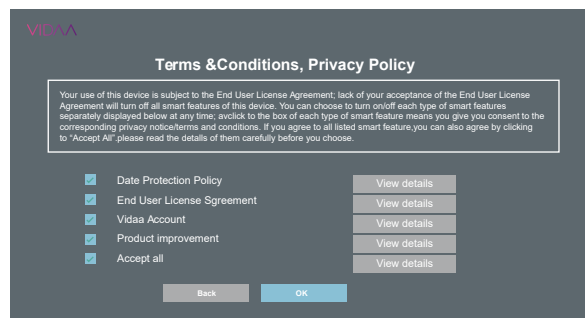 VIDAA
Terms &Conditions, Privacy Policy
Your use of this device is subject to the End User License Agreement; lack of your acceptance of the End User License
Agreement will turn off all smart features of this device. You can choose to turn on/off each type of smart features
separately displayed below at any time; avclick to the box of each type of smart feature means you give you consent to the
corresponding privacy notice/terms and conditions. If you agree to all listed smart feature,you can also agree by clicking
to “Accept All”.please read the detalls of them carefully before you choose.
Date Protection Policy View details
End User License Sgreement View details
Vidaa Account View details
Product improvement View details
Accept all View details
Back OK